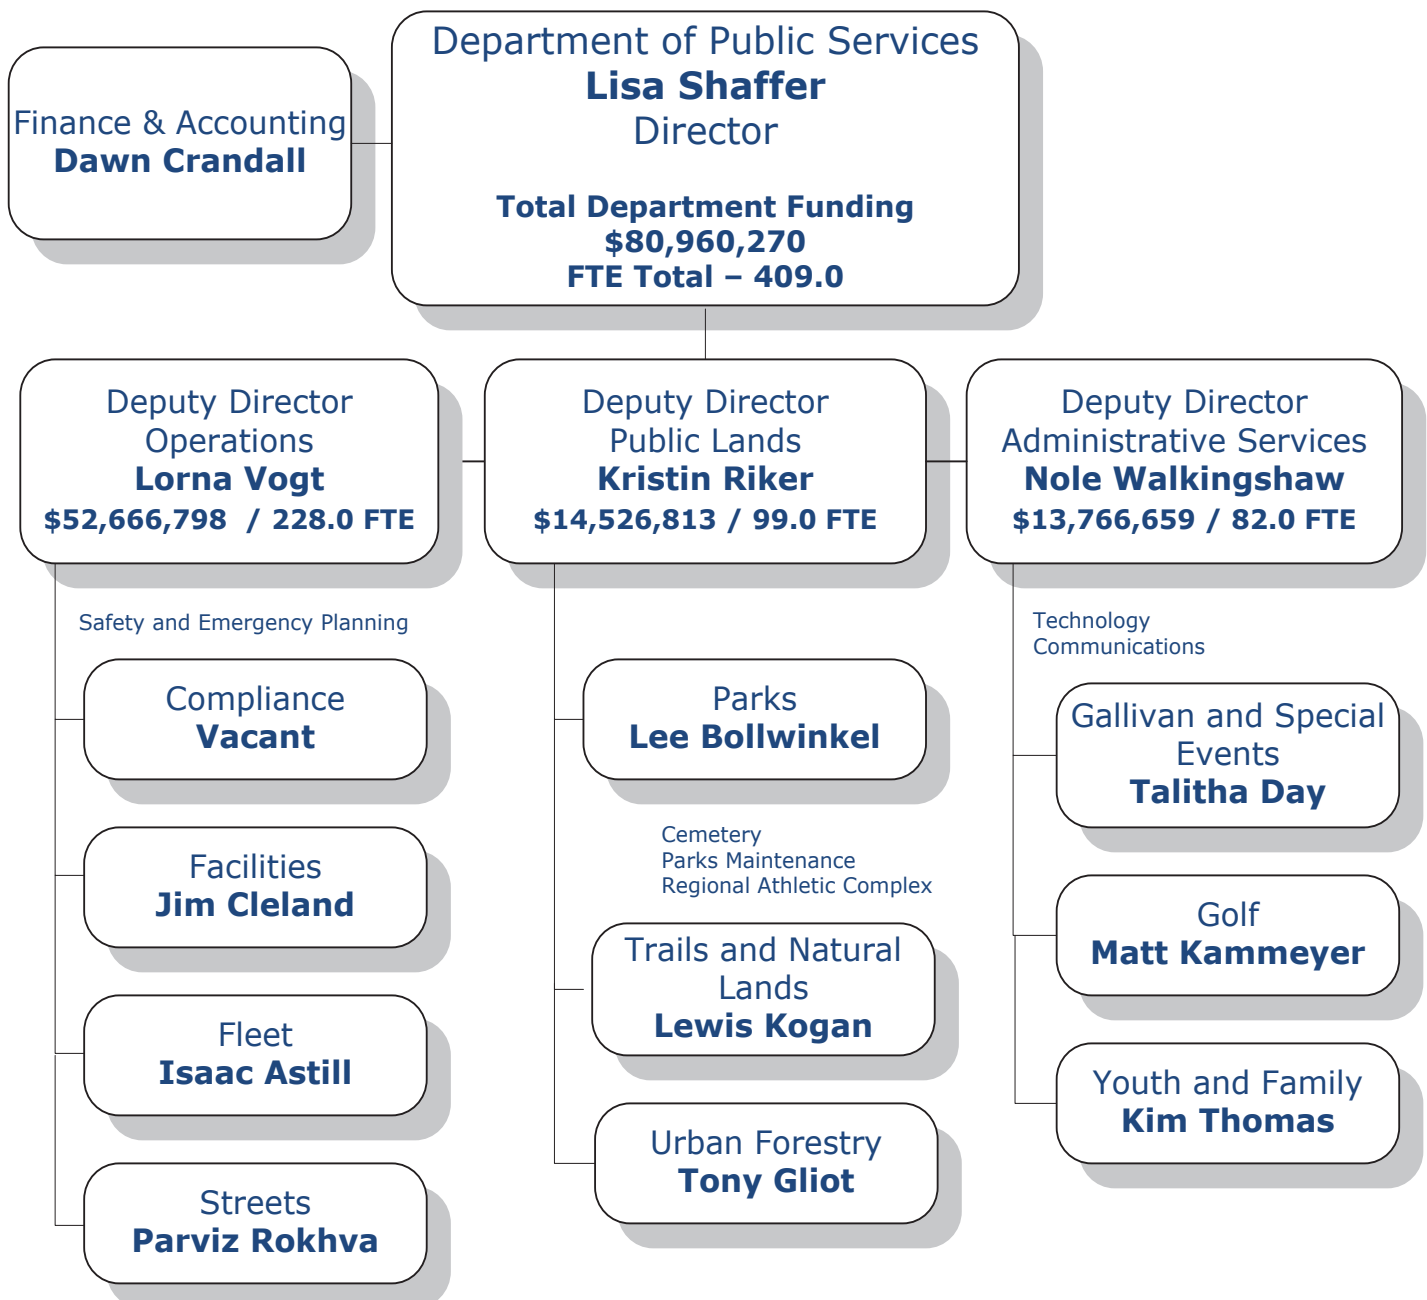 Department of Public Services
Lisa Shaffer
Director
Total Department Funding
$80,960,270
FTE Total – 409.0
Finance & Accounting
Dawn Crandall
Deputy Director
Operations
Lorna Vogt
$52,666,798 / 228.0 FTE
Safety and Emergency Planning
Compliance
Vacant
Facilities
Jim Cleland
Fleet
Isaac Astill
Streets
Parviz Rokhva
Deputy Director
Public Lands
Kristin Riker
$14,526,813 / 99.0 FTE
Parks
Lee Bollwinkel
Cemetery
Parks Maintenance
Regional Athletic Complex
Trails and Natural
Lands
Lewis Kogan
Urban Forestry
Tony Gliot
Deputy Director
Administrative Services
Nole Walkingshaw
$13,766,659 / 82.0 FTE
Technology
Communications
Gallivan and Special
Events
Talitha Day
Golf
Matt Kammeyer
Youth and Family
Kim Thomas